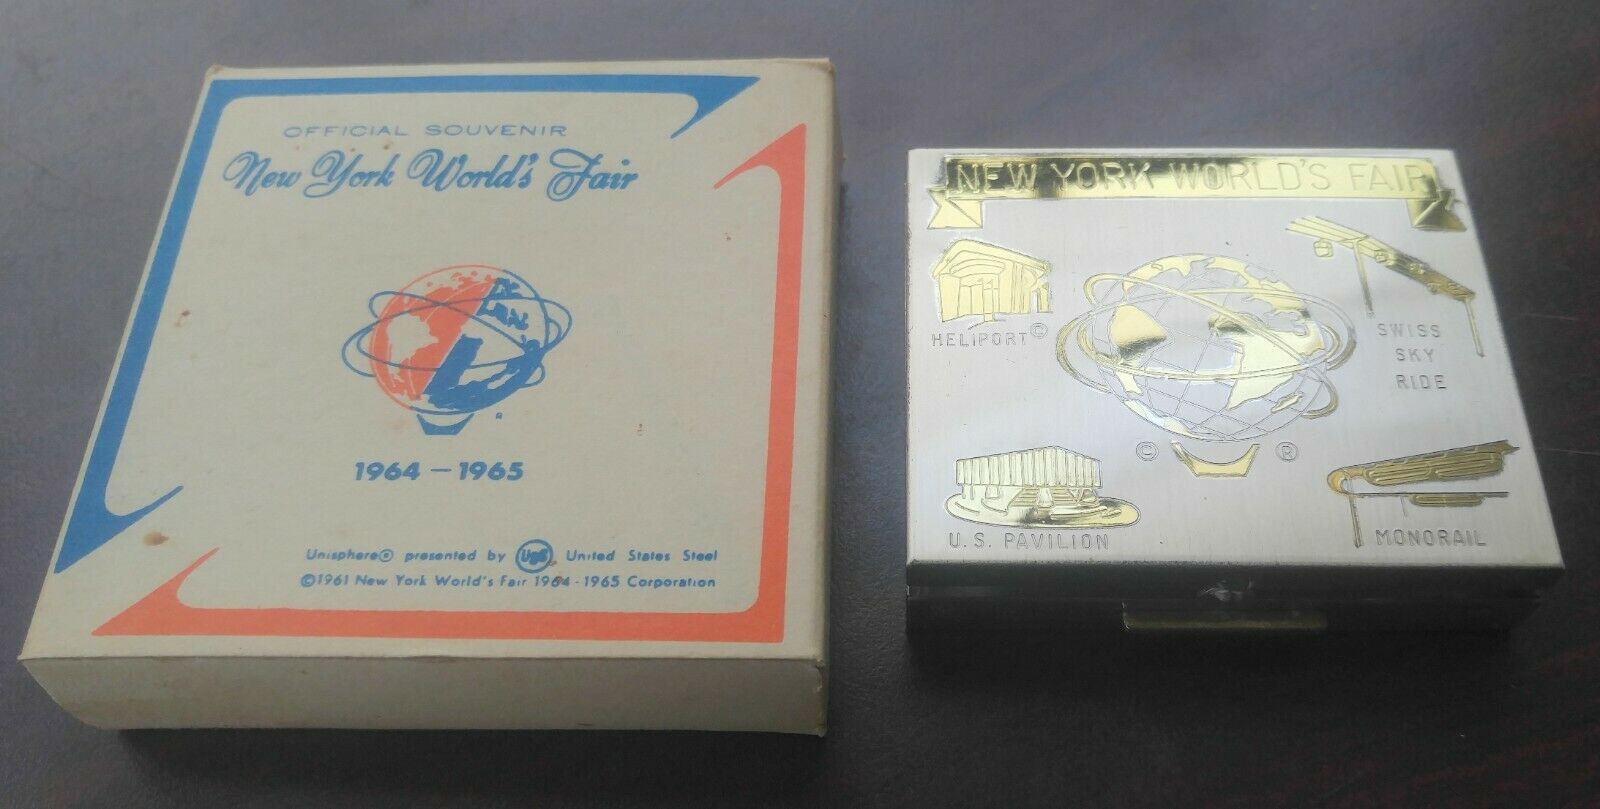 OFFICIAL SOUVENIR
New York World's Fair
®
1964 – 1965
Unisphere® presented by USS United States Steel
©1961 New York World's Fair 1964-1965 Corporation
NEW YORK WORLD'S FAIR
HELIPORT©
SWISS
SKY
RIDE
© ®
U.S. PAVILION
MONORAIL